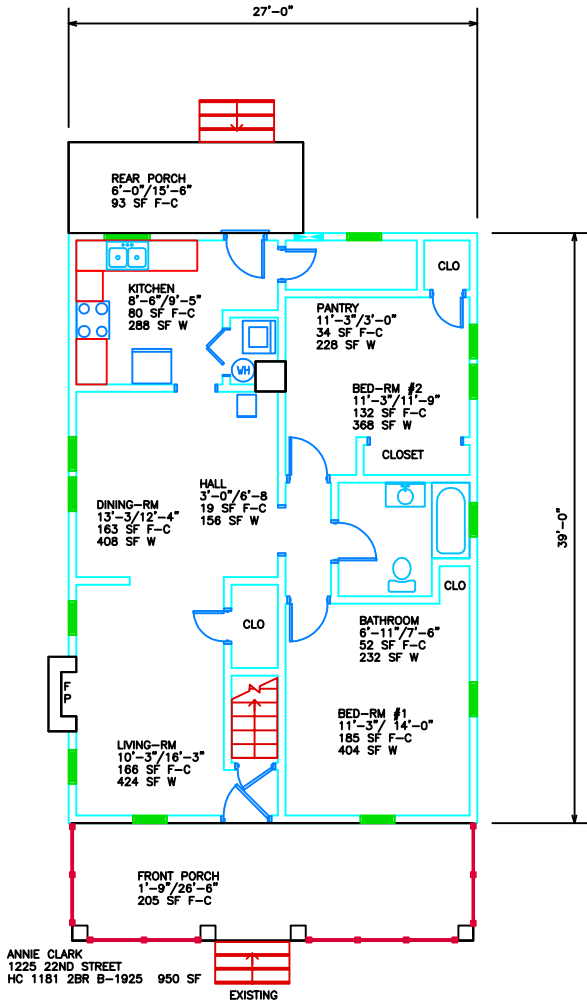 27'-0"
REAR PORCH
6'-0"/15'-6"
93 SF F-C
KITCHEN
8'-6"/9'-5"
80 SF F-C
288 SF W
CLO
PANTRY
11'-3"/3'-0"
34 SF F-C
228 SF W
WH
BED-RM #2
11'-3"/11'-9"
132 SF F-C
368 SF W
CLOSET
HALL
3'-0"/6'-8
19 SF F-C
156 SF W
DINING-RM
13'-3/12'-4"
163 SF F-C
408 SF W
39'-0"
CLO
CLO
BATHROOM
6'-11"/7'-6"
52 SF F-C
232 SF W
F
P
BED-RM #1
11'-3"/ 14'-0"
185 SF F-C
404 SF W
LIVING-RM
10'-3"/16'-3"
166 SF F-C
424 SF W
FRONT PORCH
1'-9"/26'-6"
205 SF F-C
ANNIE CLARK
1225 22ND STREET
HC 1181 2BR B-1925 950 SF
EXISTING